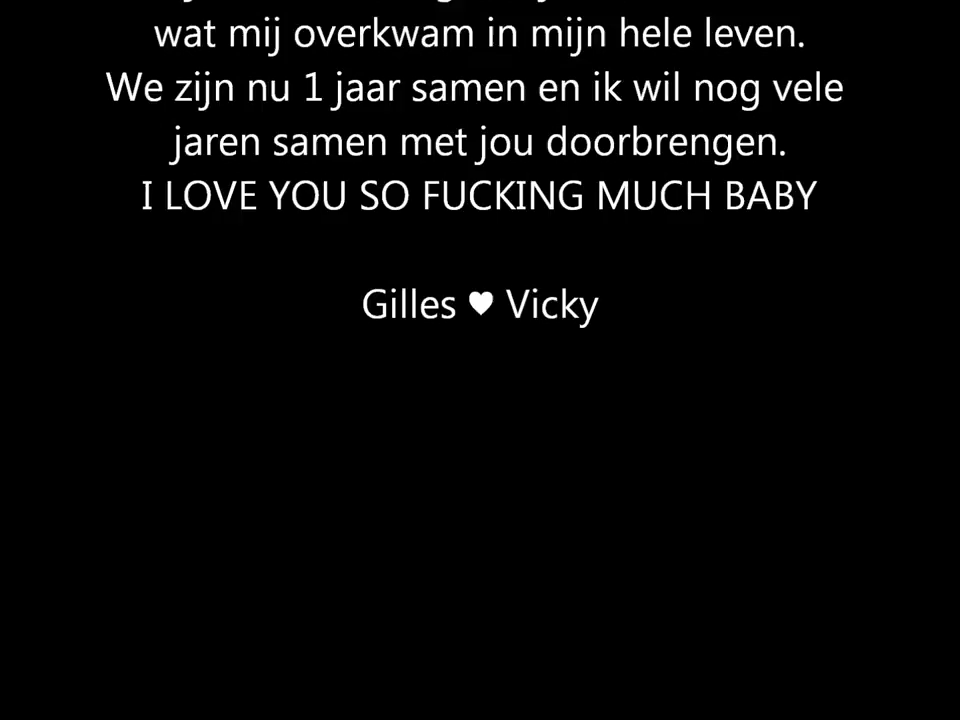 wat mij overkwam in mijn hele leven.
We zijn nu 1 jaar samen en ik wil nog vele
jaren samen met jou doorbrengen.
I LOVE YOU SO FUCKING MUCH BABY
Gilles ♥ Vicky